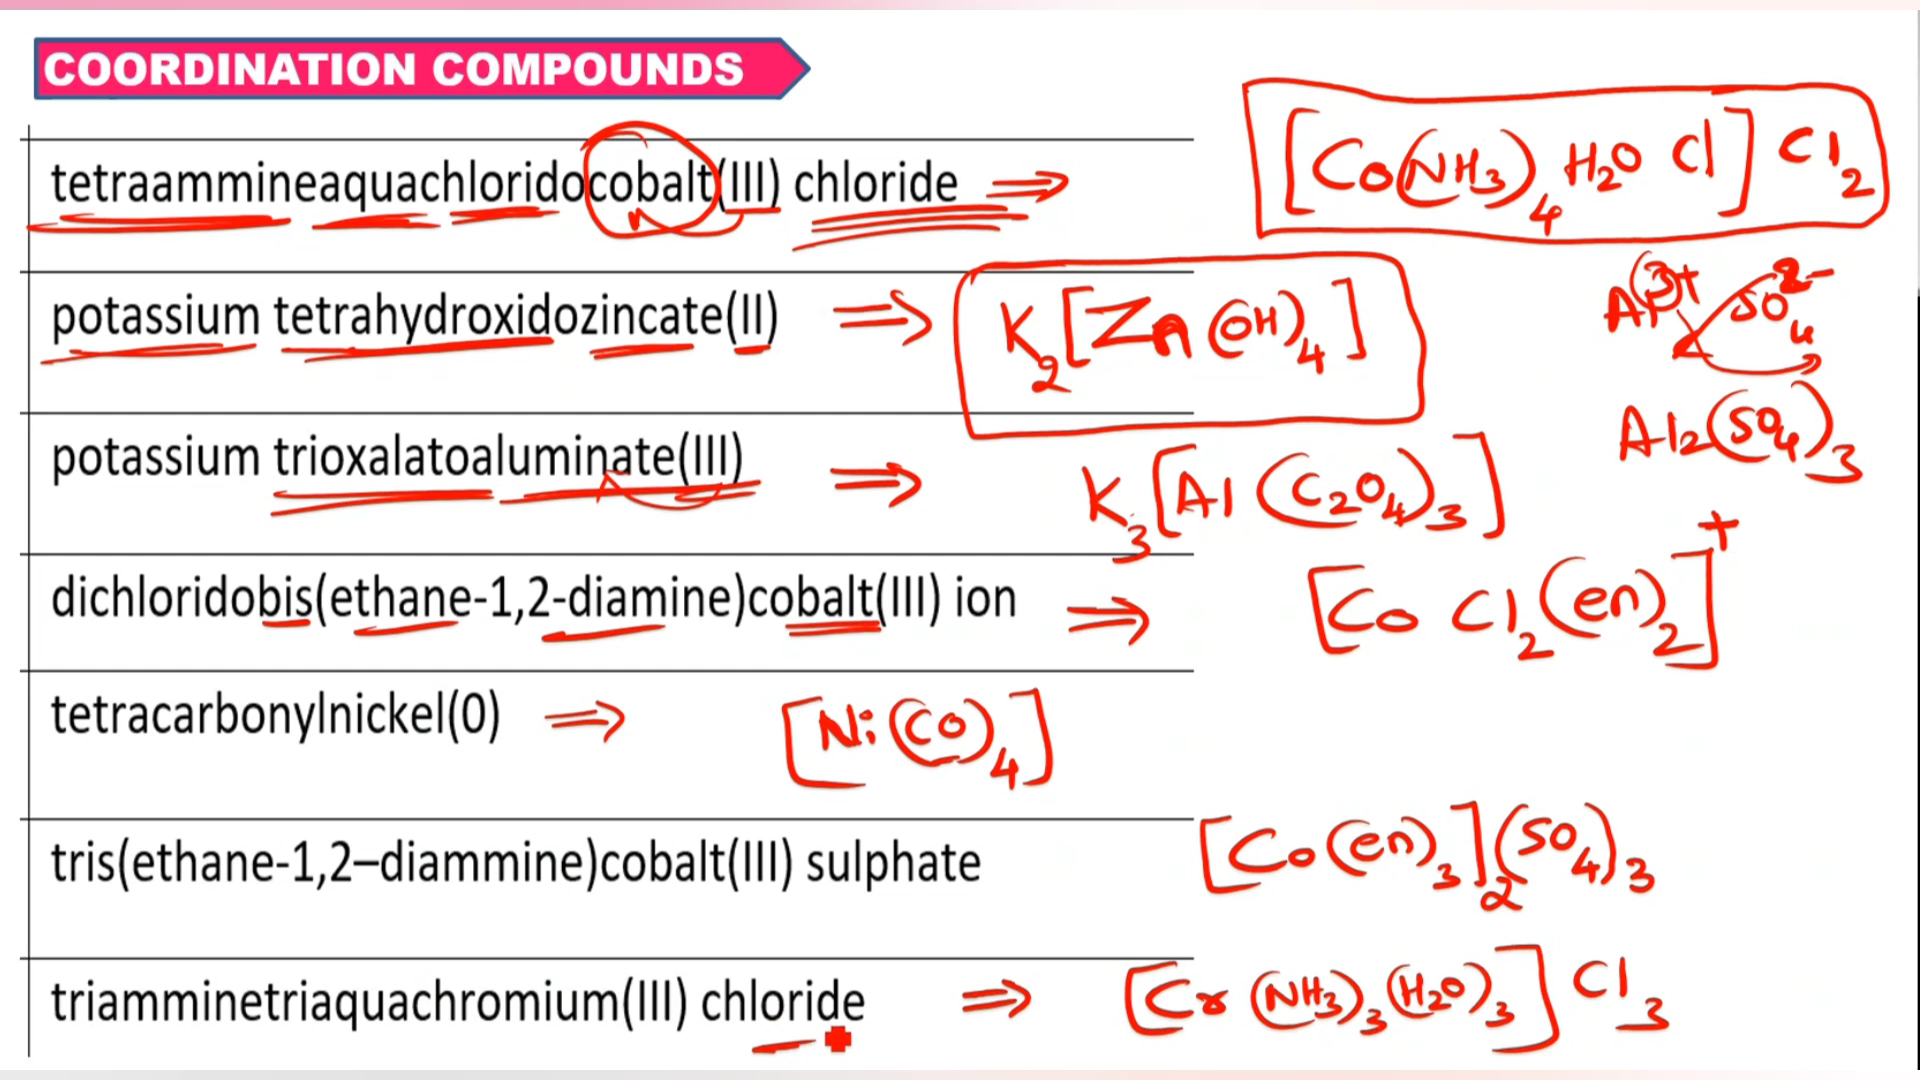 COORDINATION COMPOUNDS
tetraammineaquachloridocobalt(III) chloride ⇒ [Co(NH₃)₄ H₂O Cl] Cl₂
potassium tetrahydroxidozincate(II) ⇒ K₂[Zn(OH)₄]
Al³⁺ SO₄²⁻
Al₂(SO₄)₃
potassium trioxalatoaluminate(III) ⇒ K₃[Al(C₂O₄)₃]
dichloridobis(ethane-1,2-diamine)cobalt(III) ion ⇒ [Co Cl₂(en)₂]⁺
tetracarbonylnickel(0) ⇒ [Ni(CO)₄]
tris(ethane-1,2–diammine)cobalt(III) sulphate [Co(en)₃]₂(SO₄)₃
triamminetriaquachromium(III) chloride ⇒ [Cr(NH₃)₃(H₂O)₃]Cl₃